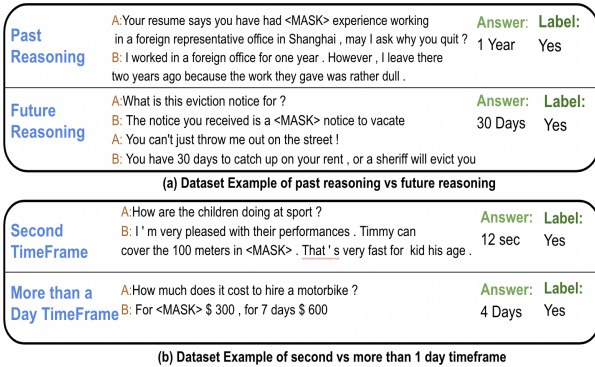 Past
Reasoning
A:Your resume says you have had <MASK> experience working
in a foreign representative office in Shanghai , may I ask why you quit ?
B: I worked in a foreign office for one year . However , I leave there
two years ago because the work they gave was rather dull .
Answer:
1 Year
Label:
Yes
Future
Reasoning
A:What is this eviction notice for ?
B: The notice you received is a <MASK> notice to vacate
A: You can't just throw me out on the street !
B: You have 30 days to catch up on your rent , or a sheriff will evict you
Answer:
30 Days
Label:
Yes
(a) Dataset Example of past reasoning vs future reasoning
Second
TimeFrame
A:How are the children doing at sport ?
B: I ' m very pleased with their performances . Timmy can
cover the 100 meters in <MASK> . That ' s very fast for kid his age .
Answer:
12 sec
Label:
Yes
More than a
Day TimeFrame
A:How much does it cost to hire a motorbike ?
B: For <MASK> $ 300 , for 7 days $ 600
Answer:
4 Days
Label:
Yes
(b) Dataset Example of second vs more than 1 day timeframe